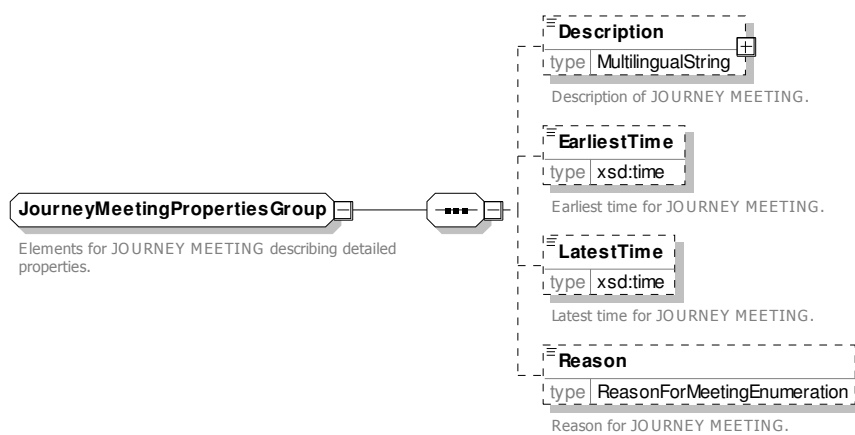 Description
type MultilingualString
Description of JOURNEY MEETING.
EarliestTime
type xsd:time
Earliest time for JOURNEY MEETING.
JourneyMeetingPropertiesGroup
Elements for JOURNEY MEETING describing detailed
properties.
LatestTime
type xsd:time
Latest time for JOURNEY MEETING.
Reason
type ReasonForMeetingEnumeration
Reason for JOURNEY MEETING.